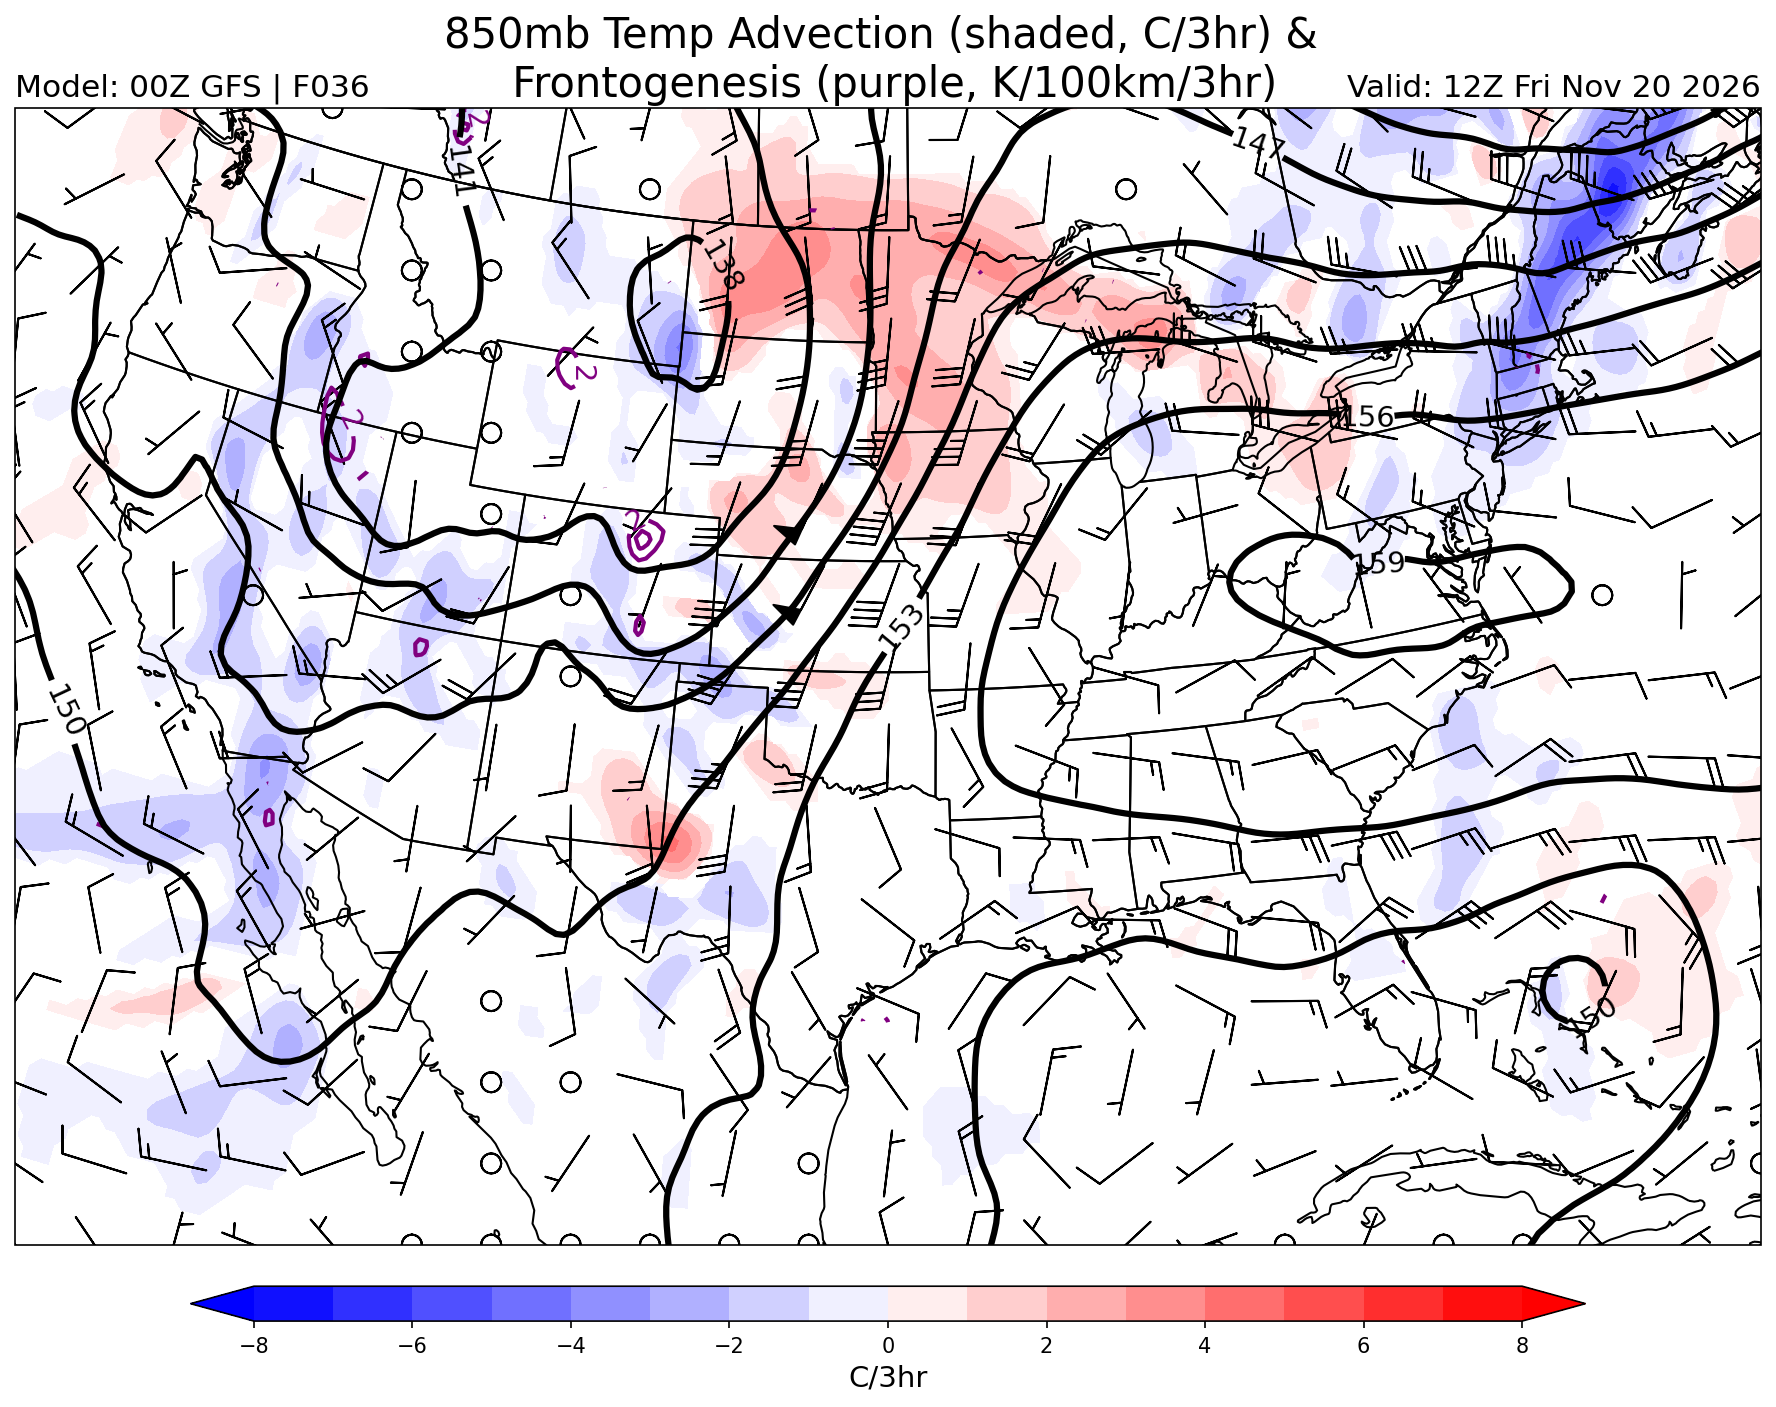 850mb Temp Advection (shaded, C/3hr) &
Frontogenesis (purple, K/100km/3hr)
Model: 00Z GFS | F036
Valid: 12Z Fri Nov 20 2026
2
141
147
138
2
2
156
2
159
153
150
150
−8 −6 −4 −2 0 2 4 6 8
C/3hr